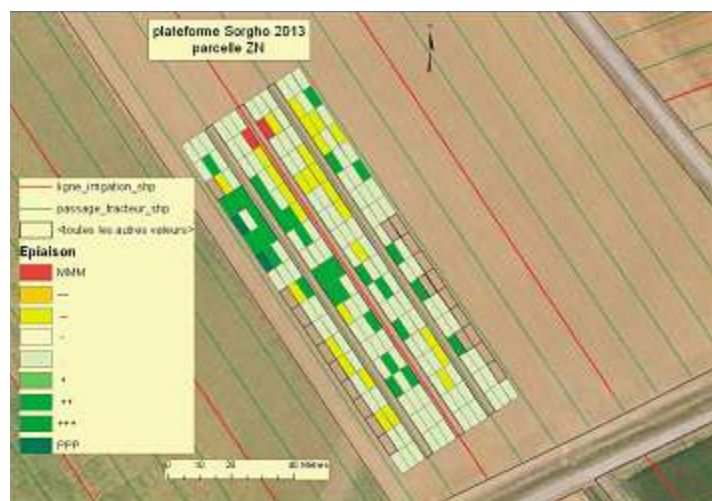 plateforme Sorgho 2013
parcelle ZN
ligne_irrigation_shp
passage_tracteur_shp
<toutes les autres valeurs>
Epiaison
MMM
--
-
+
++
+++
PPP
0 10 20 40 Mètres